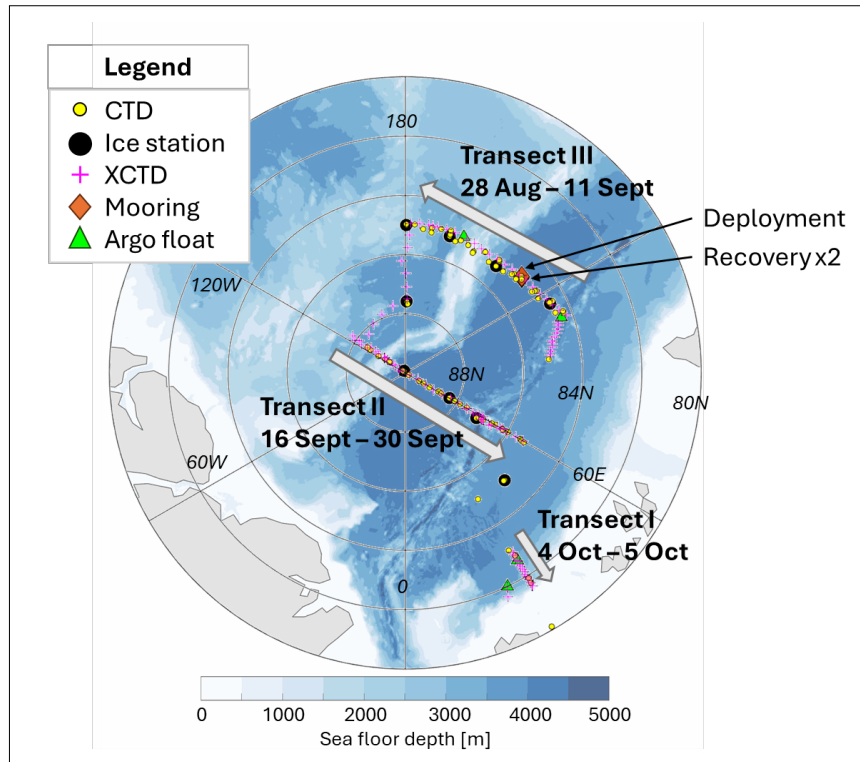 Legend
CTD
Ice station
XCTD
Mooring
Argo float
180
Transect III
28 Aug – 11 Sept
Deployment
Recovery x2
120W
88N
84N
80N
Transect II
16 Sept – 30 Sept
60W
60E
Transect I
4 Oct – 5 Oct
0
0 1000 2000 3000 4000 5000
Sea floor depth [m]